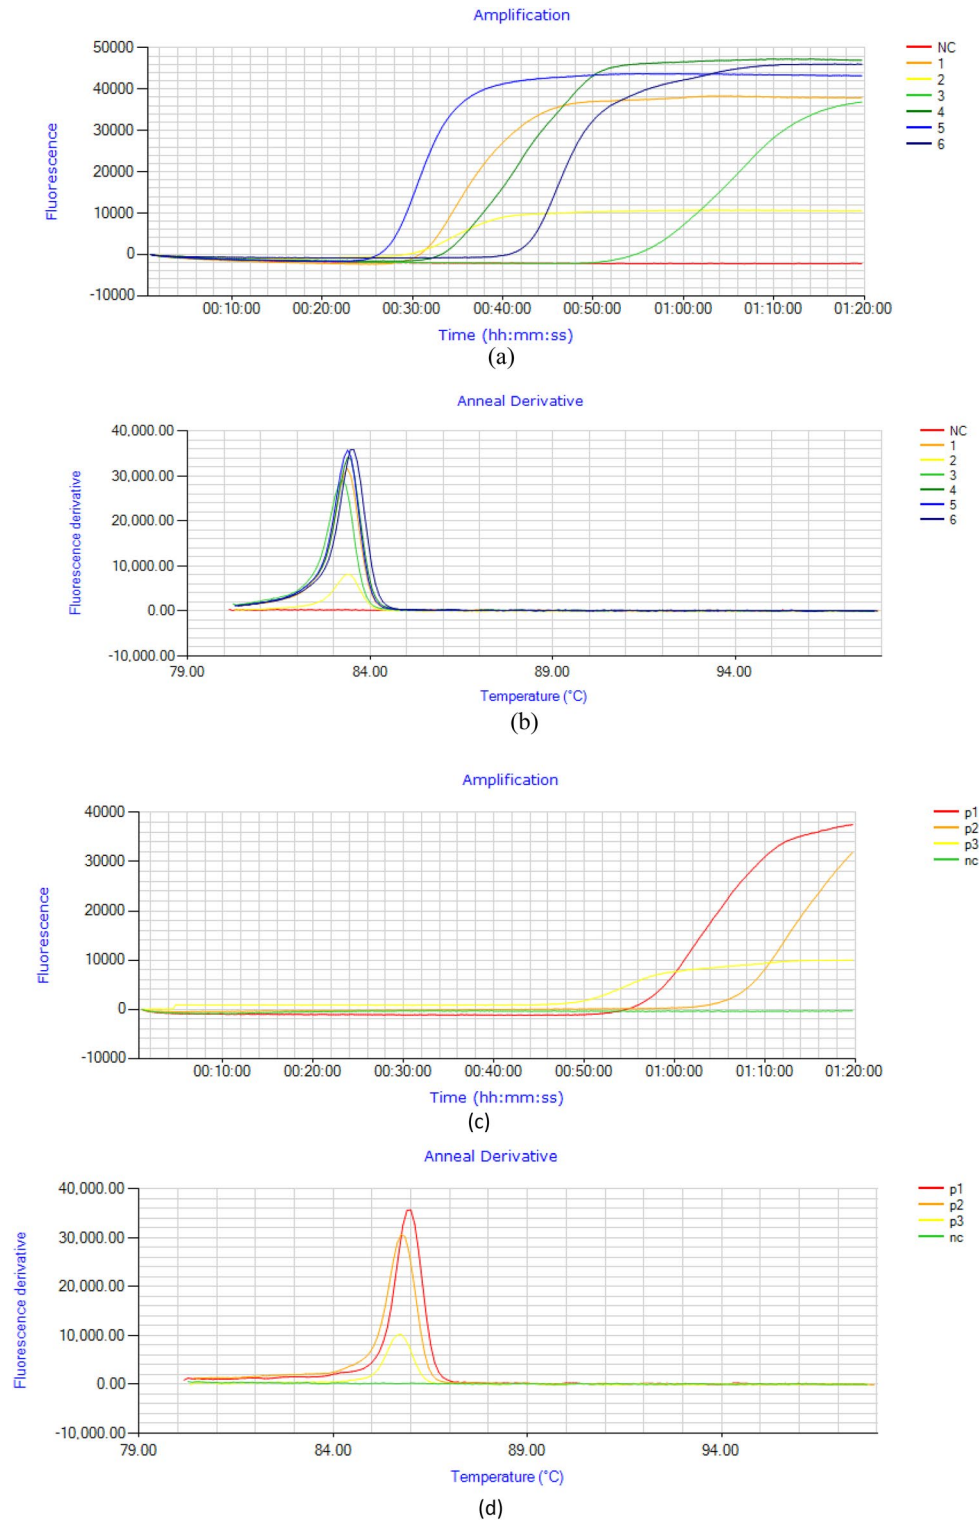 Amplification
50000
40000
30000
20000
10000
0
-10000
Fluorescence
00:10:00 00:20:00 00:30:00 00:40:00 00:50:00 01:00:00 01:10:00 01:20:00
Time (hh:mm:ss)
NC
1
2
3
4
5
6
(a)
Anneal Derivative
40,000.00
30,000.00
20,000.00
10,000.00
0.00
-10,000.00
Fluorescence derivative
79.00 84.00 89.00 94.00
Temperature (°C)
NC
1
2
3
4
5
6
(b)
Amplification
40000
30000
20000
10000
0
-10000
Fluorescence
00:10:00 00:20:00 00:30:00 00:40:00 00:50:00 01:00:00 01:10:00 01:20:00
Time (hh:mm:ss)
p1
p2
p3
nc
(c)
Anneal Derivative
40,000.00
30,000.00
20,000.00
10,000.00
0.00
-10,000.00
Fluorescence derivative
79.00 84.00 89.00 94.00
Temperature (°C)
p1
p2
p3
nc
(d)